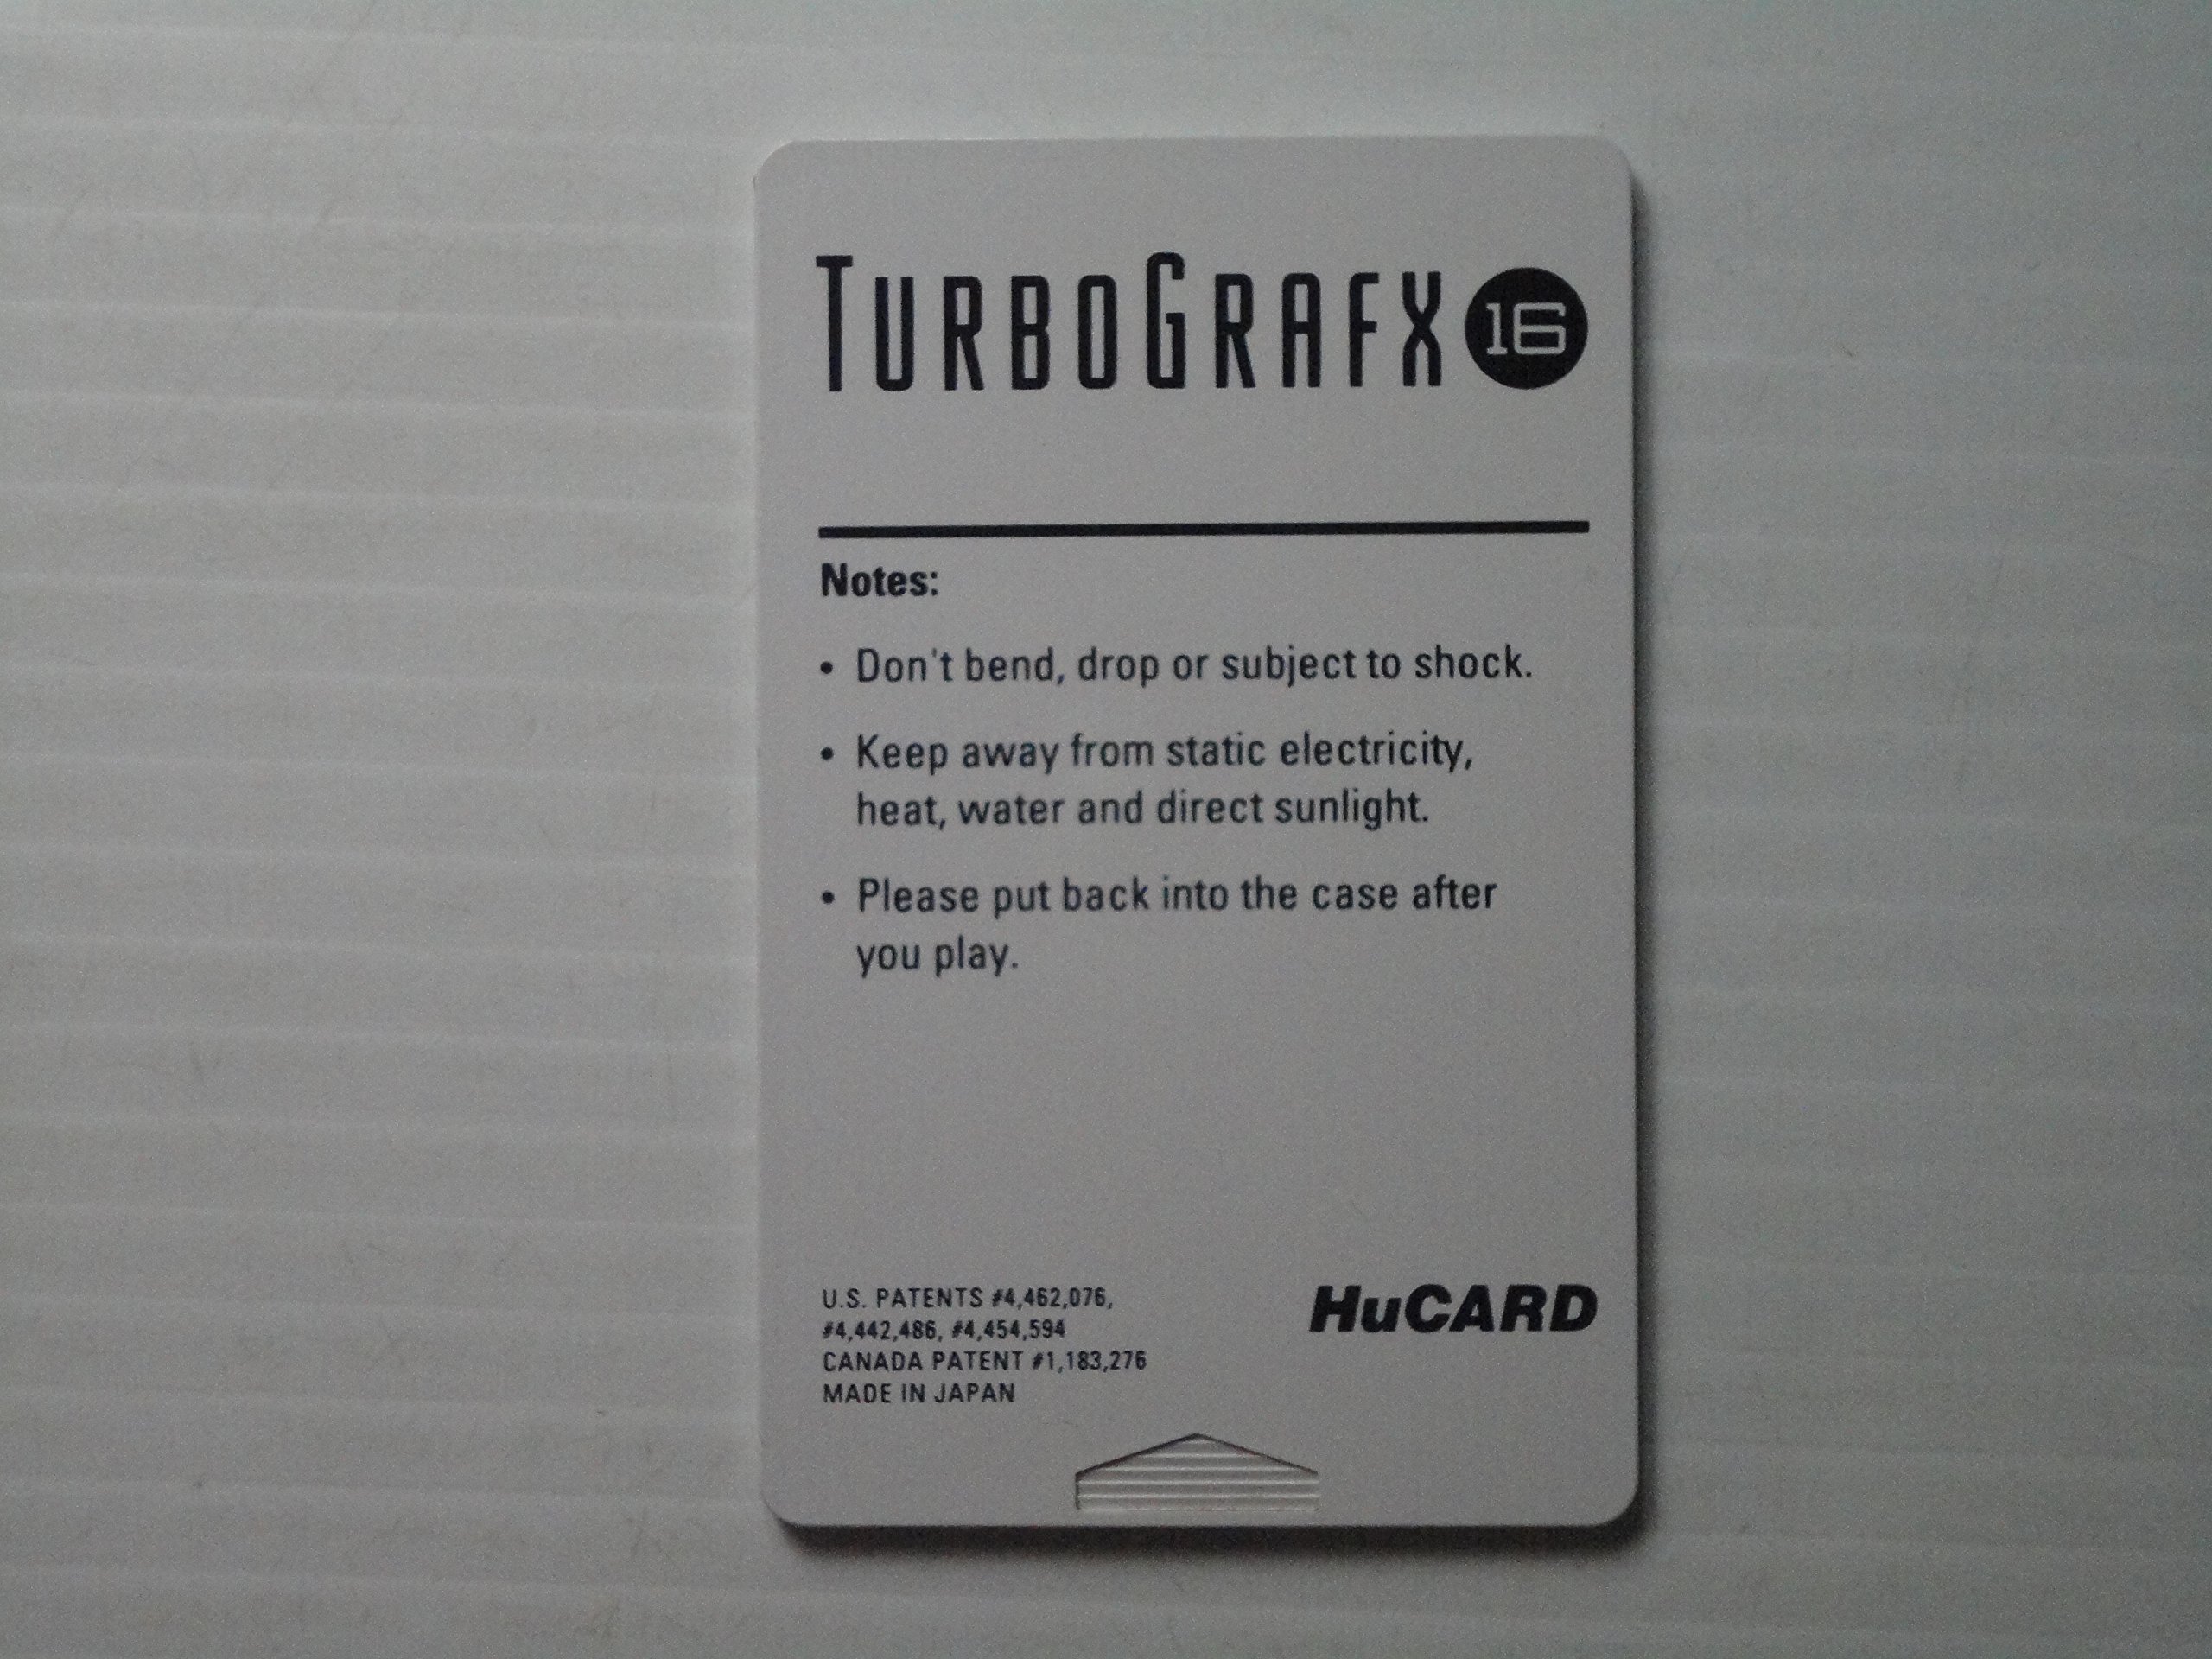 TURBOGRAFX 16
Notes:
• Don't bend, drop or subject to shock.
• Keep away from static electricity,
heat, water and direct sunlight.
• Please put back into the case after
you play.
U.S. PATENTS #4,462,076,
#4,442,486, #4,454,594
CANADA PATENT #1,183,276
MADE IN JAPAN
HuCARD